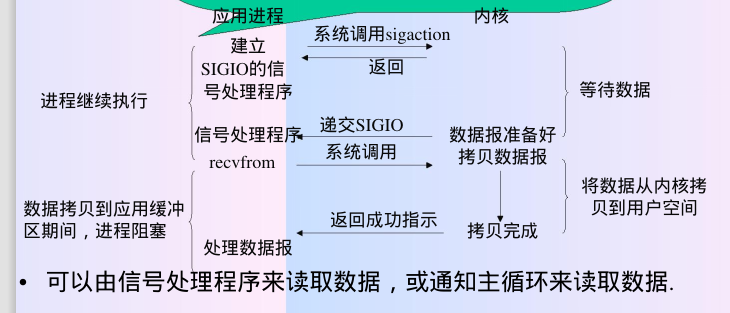 应用进程
内核
建立
SIGIO的信
号处理程序
系统调用sigaction
返回
进程继续执行
等待数据
信号处理程序
递交SIGIO
数据报准备好
recvfrom
系统调用
拷贝数据报
数据拷贝到应用缓冲
区期间，进程阻塞
将数据从内核拷
贝到用户空间
返回成功指示
拷贝完成
处理数据报
• 可以由信号处理程序来读取数据，或通知主循环来读取数据.